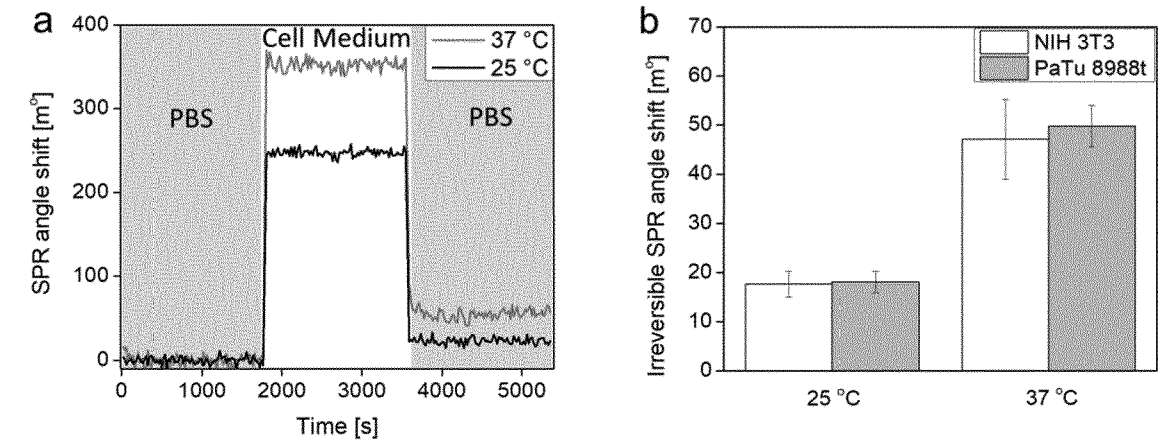 a
SPR angle shift [mº]
400
300
200
100
0
Cell Medium
37 °C
25 °C
PBS
PBS
0 1000 2000 3000 4000 5000
Time [s]
b
Irreversible SPR angle shift [mº]
70
60
50
40
30
20
10
0
NIH 3T3
PaTu 8988t
25 °C 37 °C